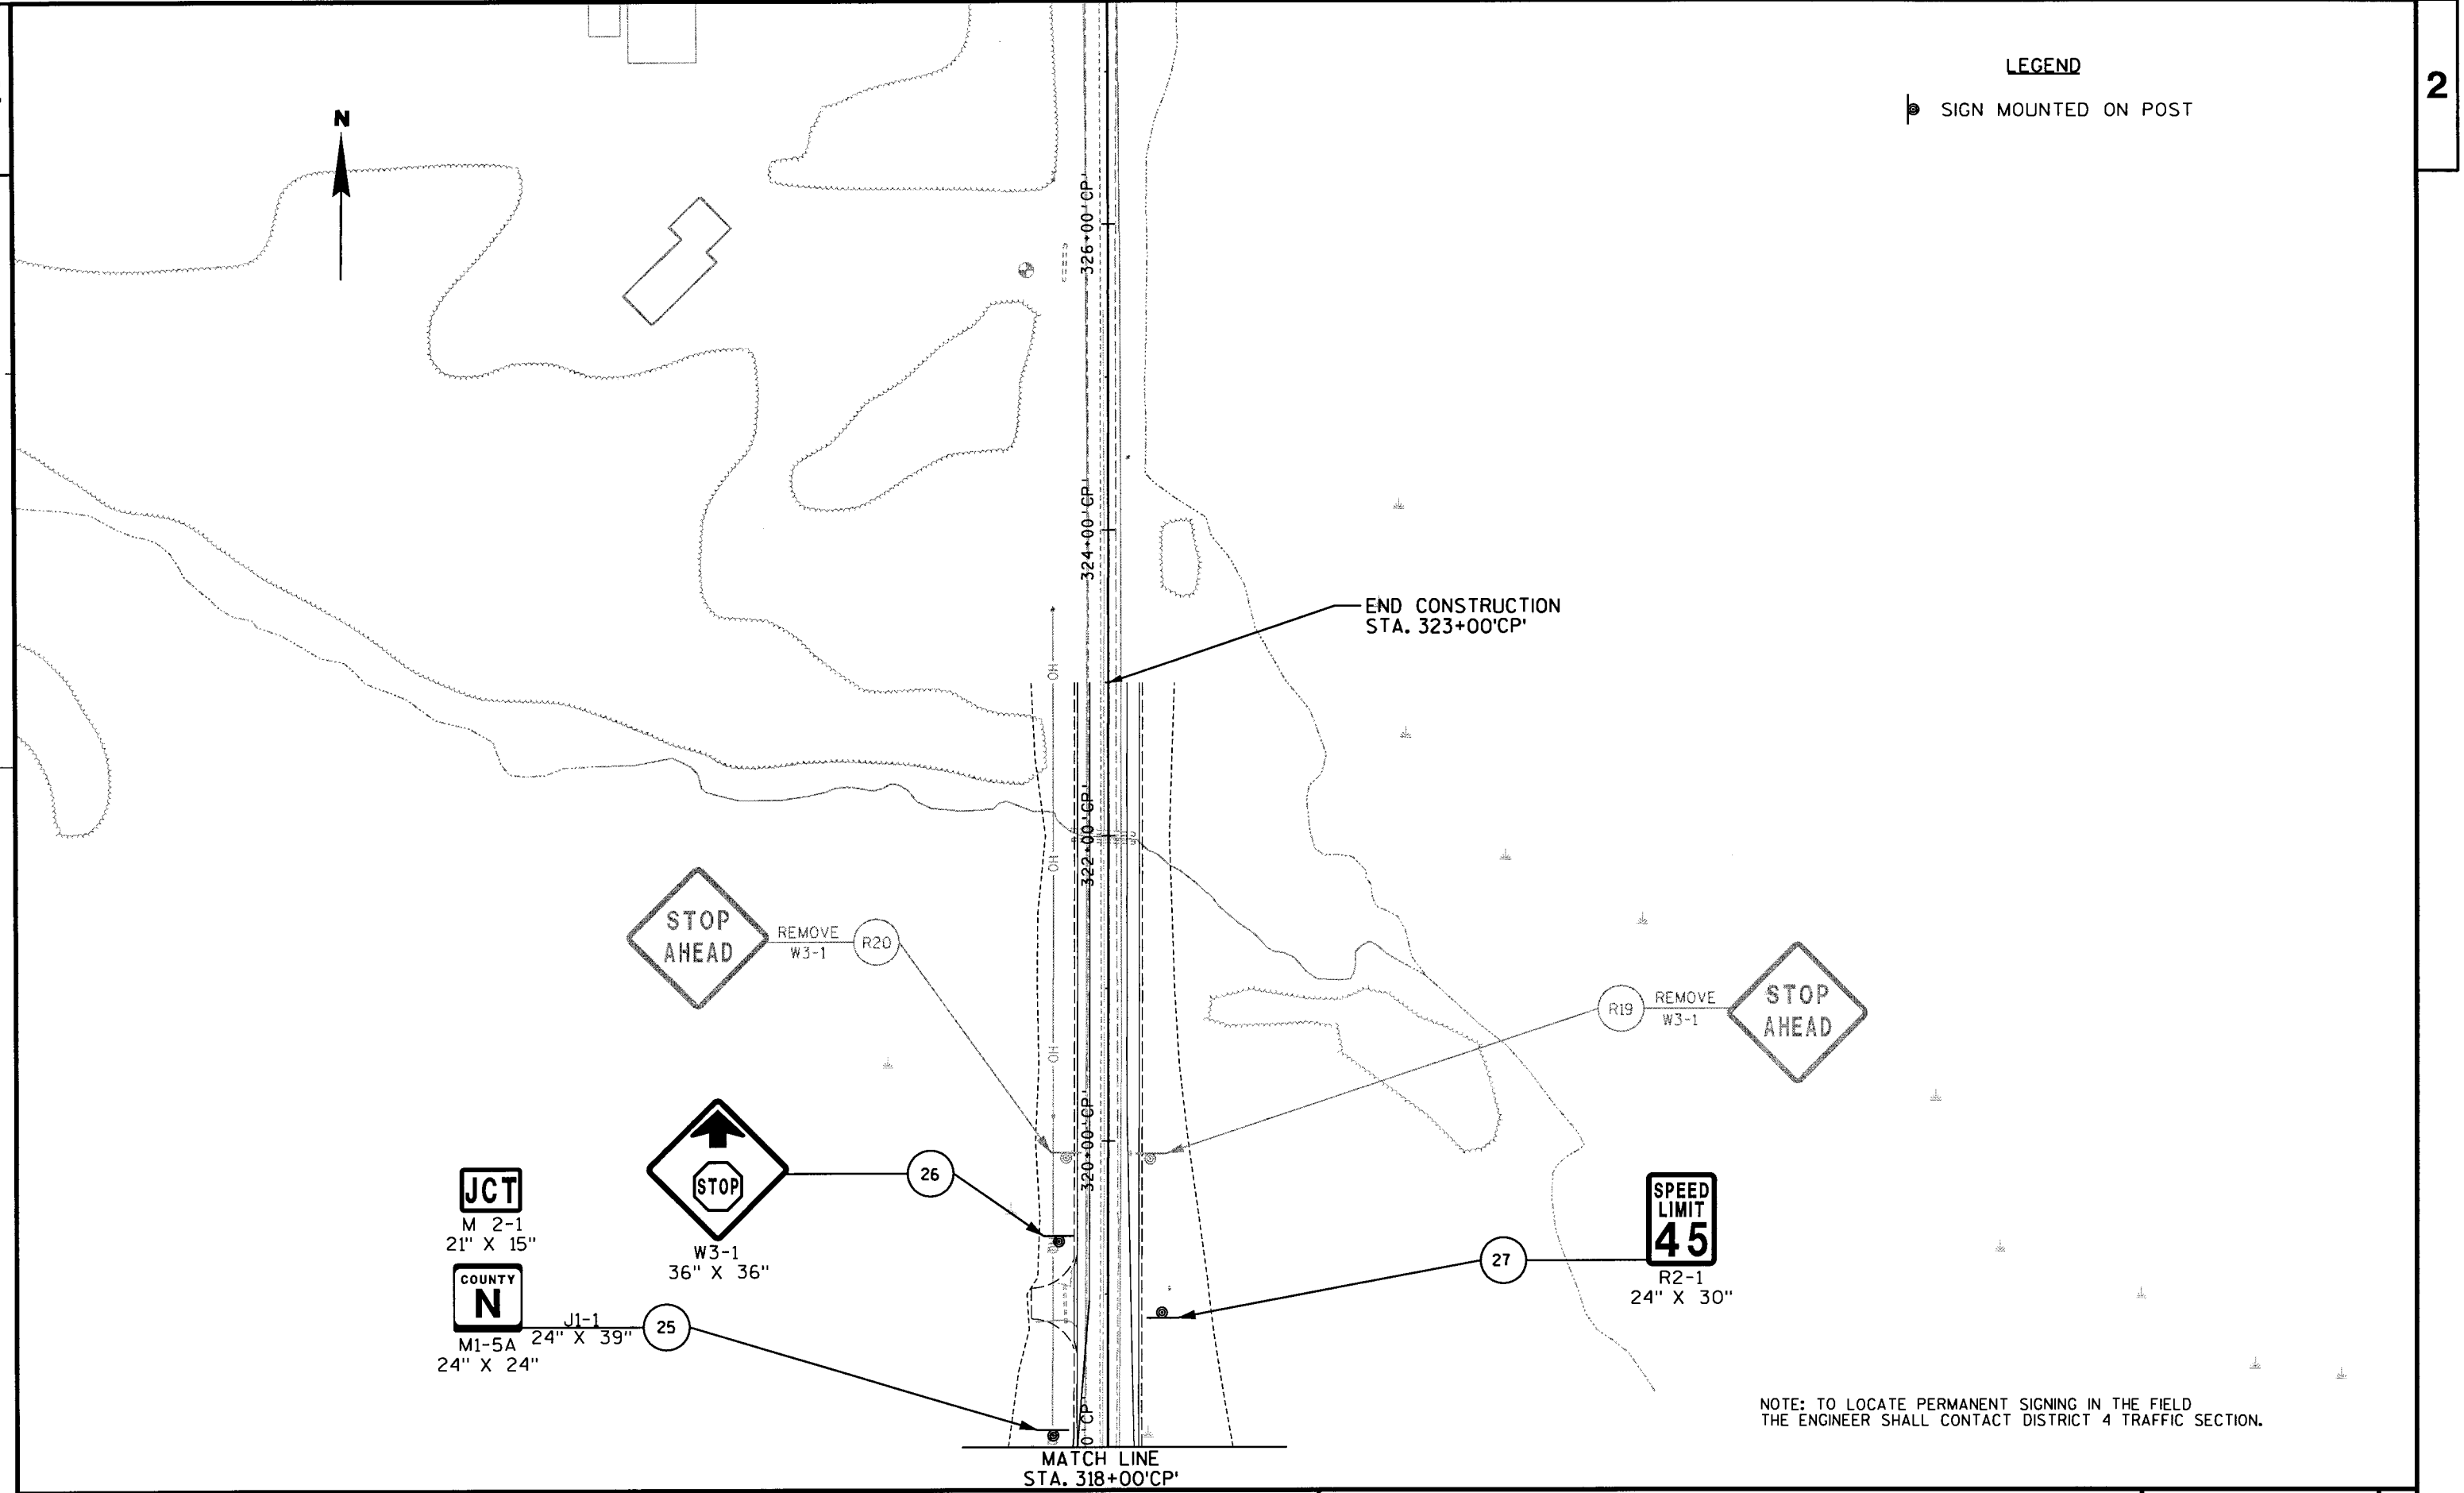 LEGEND
SIGN MOUNTED ON POST
2
N
326+00'CP'
324+00'CP'
END CONSTRUCTION
STA. 323+00'CP'
OH
322+00'CP'
OH
STOP
AHEAD
REMOVE
W3-1
R20
R19
REMOVE
W3-1
STOP
AHEAD
OH
320+00'CP'
STOP
W3-1
36" X 36"
26
JCT
M 2-1
21" X 15"
COUNTY
N
M1-5A
24" X 24"
J1-1
24" X 39"
25
27
SPEED
LIMIT
45
R2-1
24" X 30"
0'CP'
NOTE: TO LOCATE PERMANENT SIGNING IN THE FIELD
THE ENGINEER SHALL CONTACT DISTRICT 4 TRAFFIC SECTION.
MATCH LINE
STA. 318+00'CP'